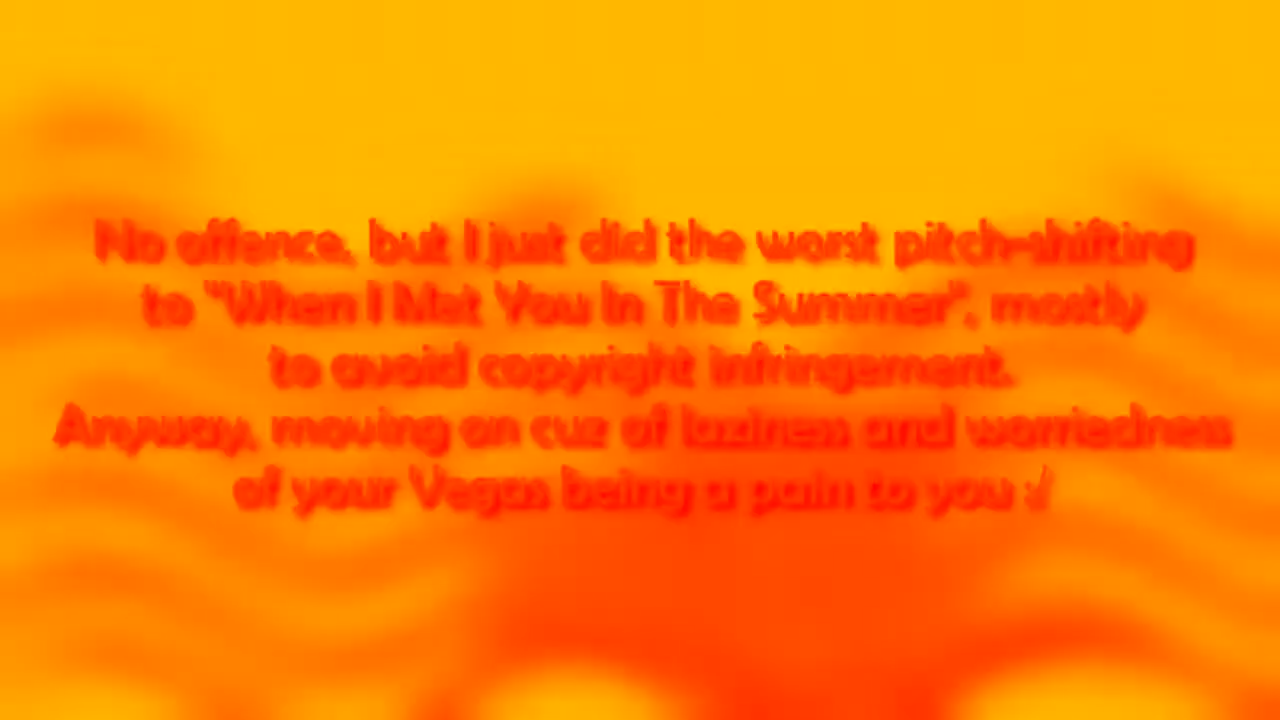 No offence, but I just did the worst pitch-shifting
to "When I Met You In The Summer", mostly
to avoid copyright infringement.
Anyway, moving on cuz of laziness and worriedness
of your Vegas being a pain to you :/